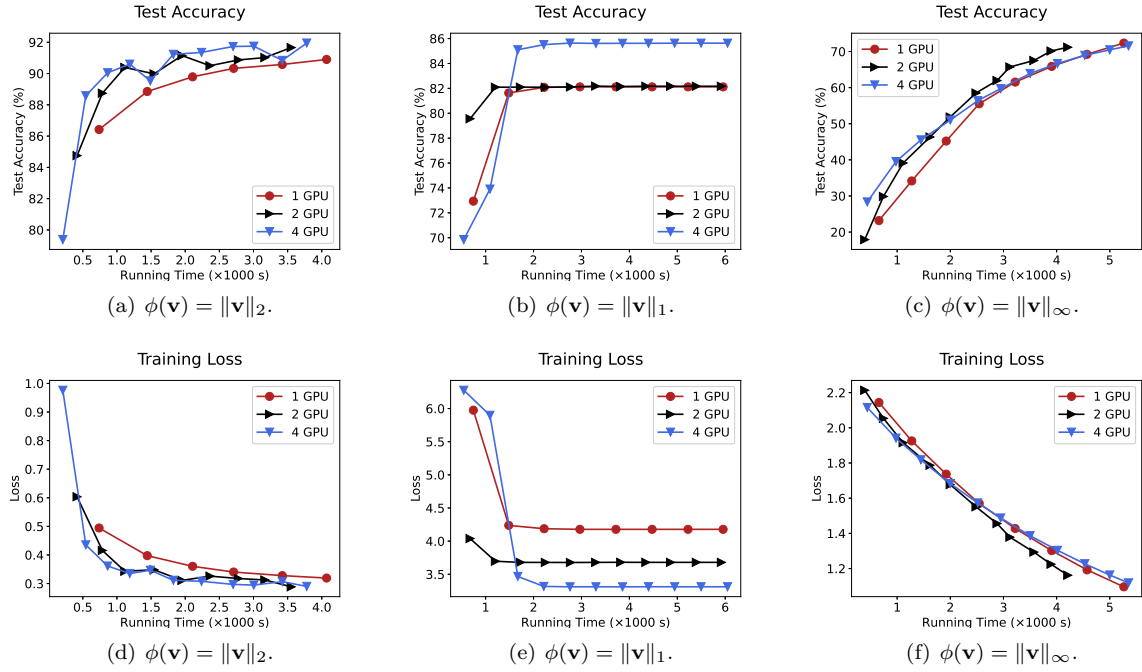 Test Accuracy
Test Accuracy (%)
92
90
88
86
84
82
80
1 GPU
2 GPU
4 GPU
0.5 1.0 1.5 2.0 2.5 3.0 3.5 4.0
Running Time (×1000 s)
(a) ϕ(v) = ∥v∥₂.
Test Accuracy
Test Accuracy (%)
86
84
82
80
78
76
74
72
70
1 GPU
2 GPU
4 GPU
1 2 3 4 5 6
Running Time (×1000 s)
(b) ϕ(v) = ∥v∥₁.
Test Accuracy
Test Accuracy (%)
70
60
50
40
30
20
1 GPU
2 GPU
4 GPU
1 2 3 4 5
Running Time (×1000 s)
(c) ϕ(v) = ∥v∥∞.
Training Loss
Loss
1.0
0.9
0.8
0.7
0.6
0.5
0.4
0.3
1 GPU
2 GPU
4 GPU
0.5 1.0 1.5 2.0 2.5 3.0 3.5 4.0
Running Time (×1000 s)
(d) ϕ(v) = ∥v∥₂.
Training Loss
Loss
6.0
5.5
5.0
4.5
4.0
3.5
1 GPU
2 GPU
4 GPU
1 2 3 4 5 6
Running Time (×1000 s)
(e) ϕ(v) = ∥v∥₁.
Training Loss
Loss
2.2
2.0
1.8
1.6
1.4
1.2
1 GPU
2 GPU
4 GPU
1 2 3 4 5
Running Time (×1000 s)
(f) ϕ(v) = ∥v∥∞.